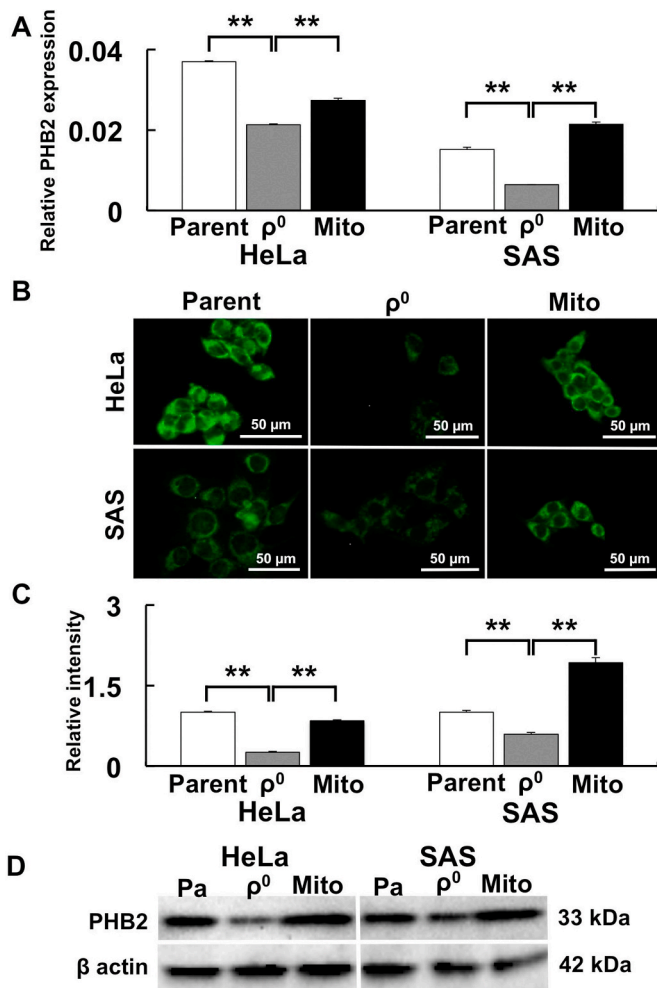 A
Relative PHB2 expression
0.04
0.02
0
** **
** **
Parent ρ⁰ Mito
HeLa
Parent ρ⁰ Mito
SAS
B
Parent ρ⁰ Mito
HeLa
50 μm 50 μm 50 μm
SAS
50 μm 50 μm 50 μm
C
Relative intensity
3
1.5
0
** **
** **
Parent ρ⁰ Mito
HeLa
Parent ρ⁰ Mito
SAS
D
HeLa SAS
Pa ρ⁰ Mito Pa ρ⁰ Mito
PHB2 33 kDa
β actin 42 kDa